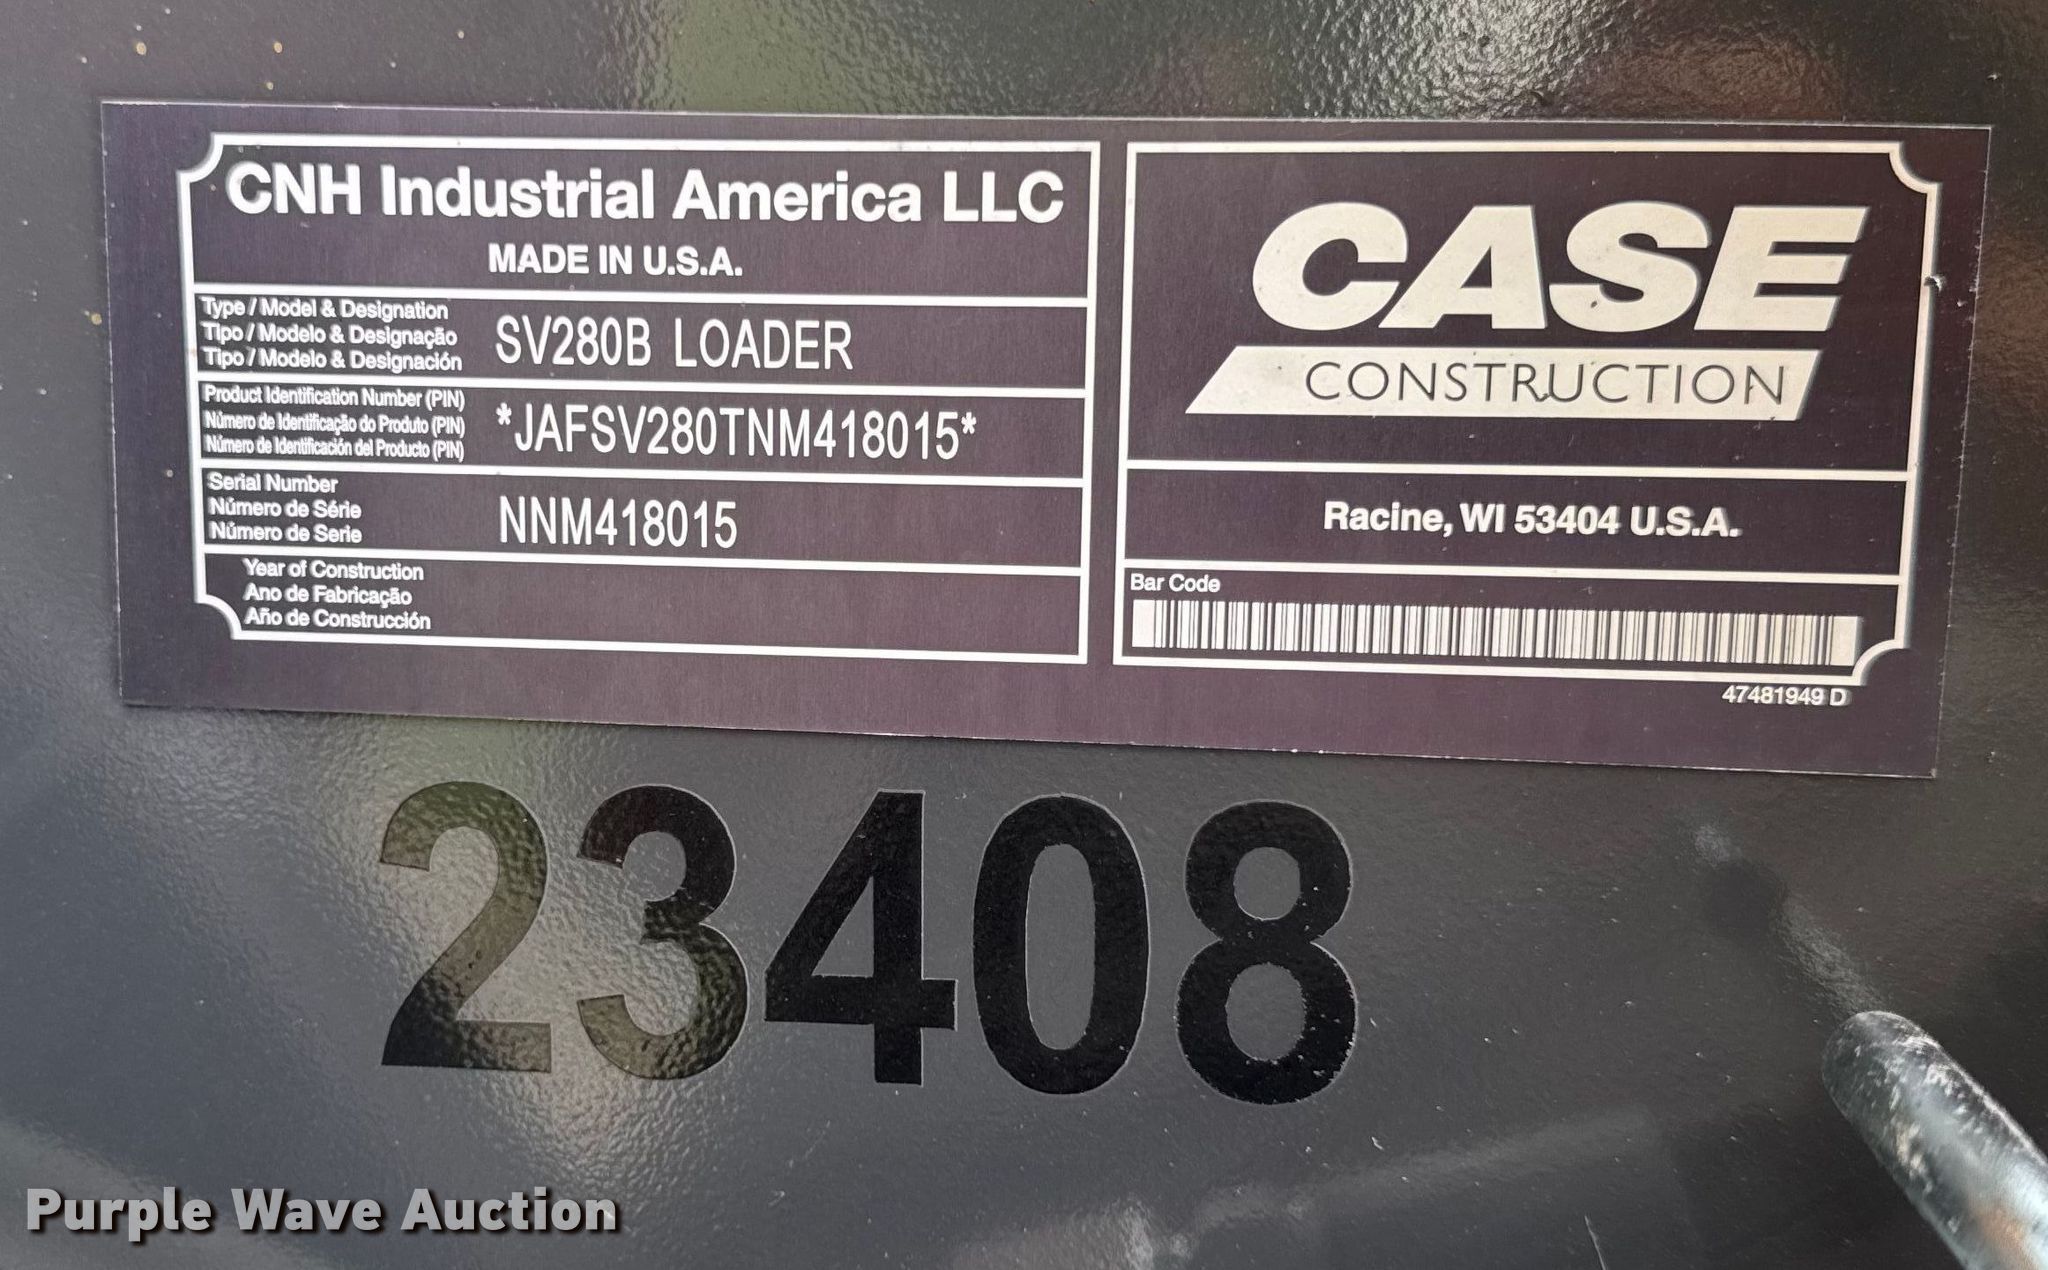 CNH Industrial America LLC
MADE IN U.S.A.
Type / Model & Designation
Tipo / Modelo & Designação
Tipo / Modelo & Designación
SV280B LOADER
Product Identification Number (PIN)
Número de Identificação do Produto (PIN)
Número de Identificación del Producto (PIN)
*JAFSV280TNM418015*
Serial Number
Número de Série
Número de Serie
NNM418015
Year of Construction
Ano de Fabricação
Año de Construcción
CASE
CONSTRUCTION
Racine, WI 53404 U.S.A.
Bar Code
47481949 D
23408
Purple Wave Auction